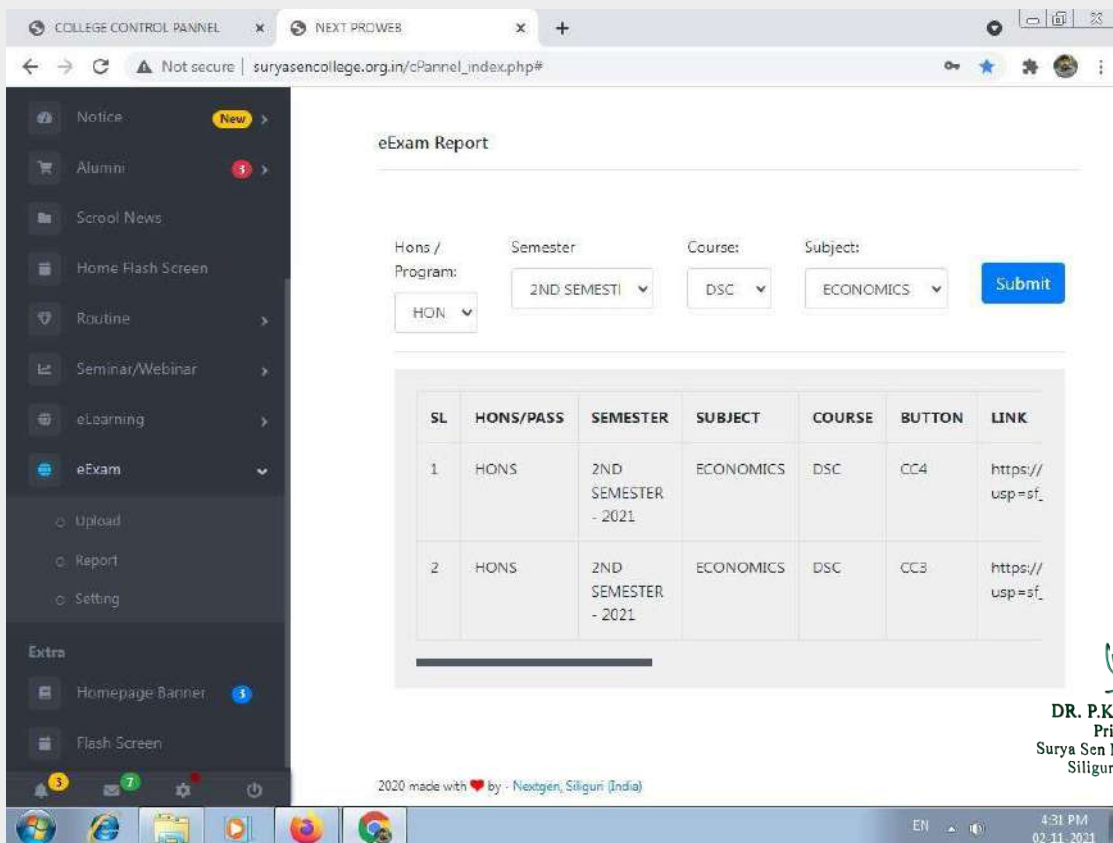 COLLEGE CONTROL PANNEL
NEXT PROWEB
Not secure | suryasencollege.org.in/cPannel_index.php#
Notice New
Alumni 3
Scrool News
Home Flash Screen
Routine
Seminar/Webinar
eLearning
eExam
Upload
Report
Setting
Extra
Homepage Banner 3
Flash Screen
3 7
eExam Report
Hons / Program:
HON
Semester
2ND SEMESTI
Course:
DSC
Subject:
ECONOMICS
Submit
SL HONS/PASS SEMESTER SUBJECT COURSE BUTTON LINK
1 HONS 2ND ECONOMICS DSC CC4 https://
SEMESTER usp=sf_
- 2021
2 HONS 2ND ECONOMICS DSC CC3 https://
SEMESTER usp=sf_
- 2021
DR. P.K
Pri
Surya Sen
Siligur
2020 made with by - Nextgen, Siliguri (India)
EN
4:31 PM
02-11-2021